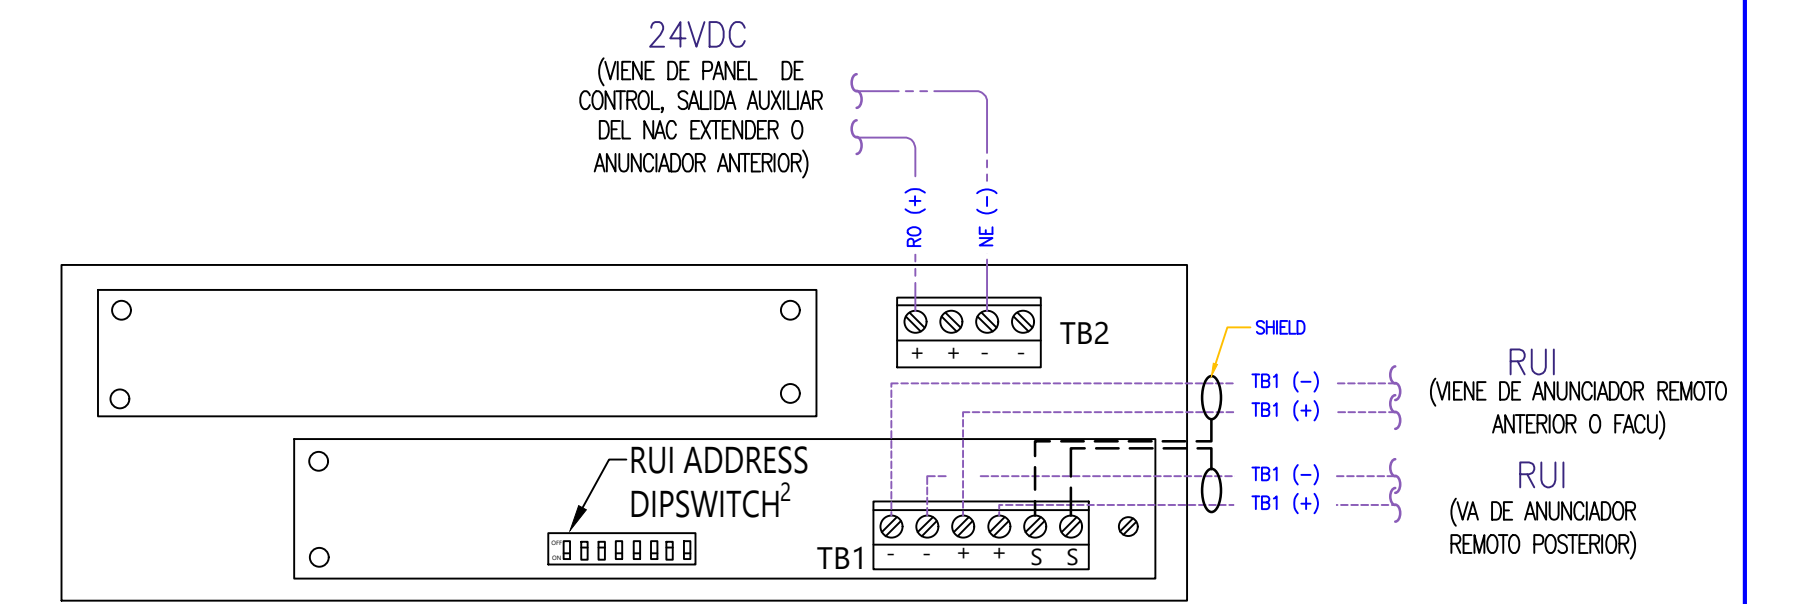 24VDC
(VIENE DE PANEL DE
CONTROL, SALIDA AUXILIAR
DEL NAC EXTENDER O
ANUNCIADOR ANTERIOR)
RO (+)
NE (-)
+ + - -
TB2
SHIELD
TB1 (-)
TB1 (+)
RUI
(VIENE DE ANUNCIADOR REMOTO
ANTERIOR O FACU)
TB1 (-)
TB1 (+)
RUI
(VA DE ANUNCIADOR
REMOTO POSTERIOR)
RUI ADDRESS
DIPSWITCH2
OFF
ON
TB1
- - + + S S